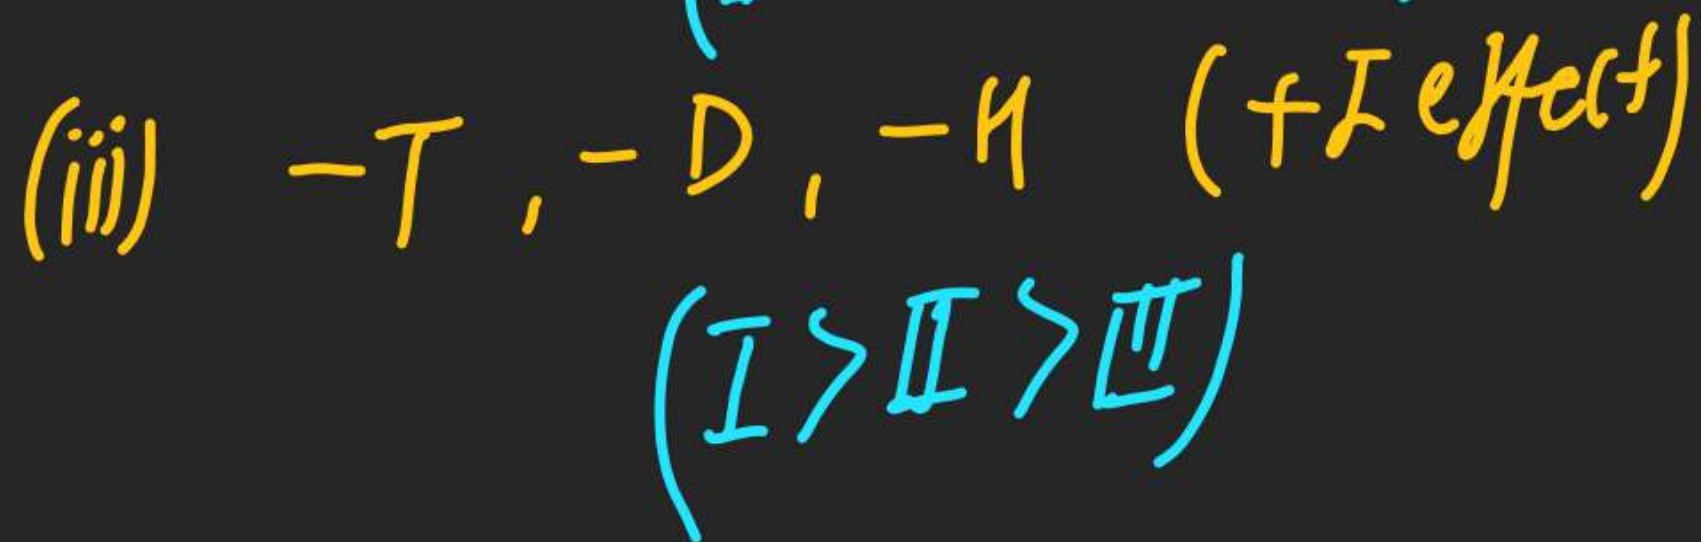 (iii) -T, -D, -H (+I effect)
(I > II > III)